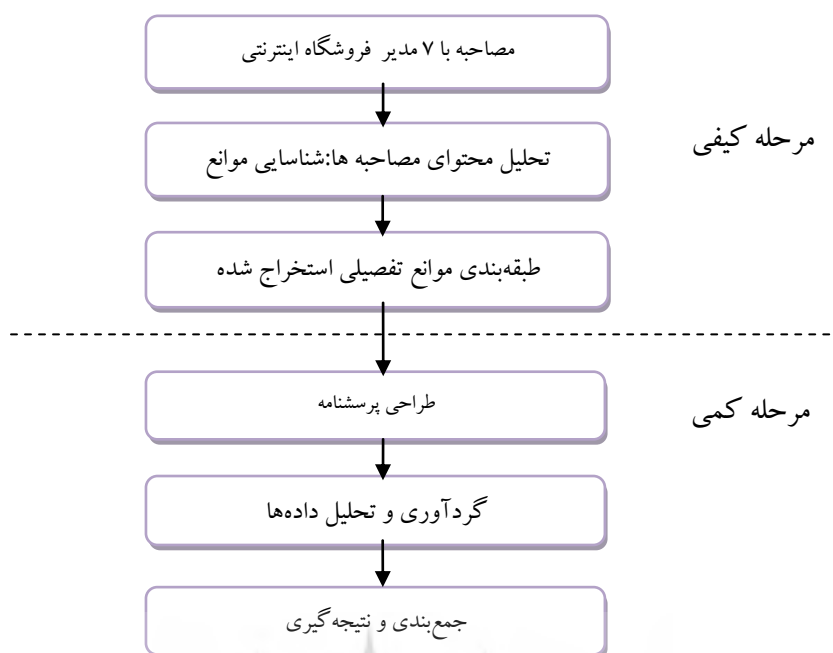 مصاحبه با ۷ مدیر فروشگاه اینترنتی
مرحله کیفی
تحلیل محتوای مصاحبه ها:شناسایی موانع
طبقه‌بندی موانع تفصیلی استخراج شده
طراحی پرسشنامه
مرحله کمی
گردآوری و تحلیل داده‌ها
جمع‌بندی و نتیجه‌گیری